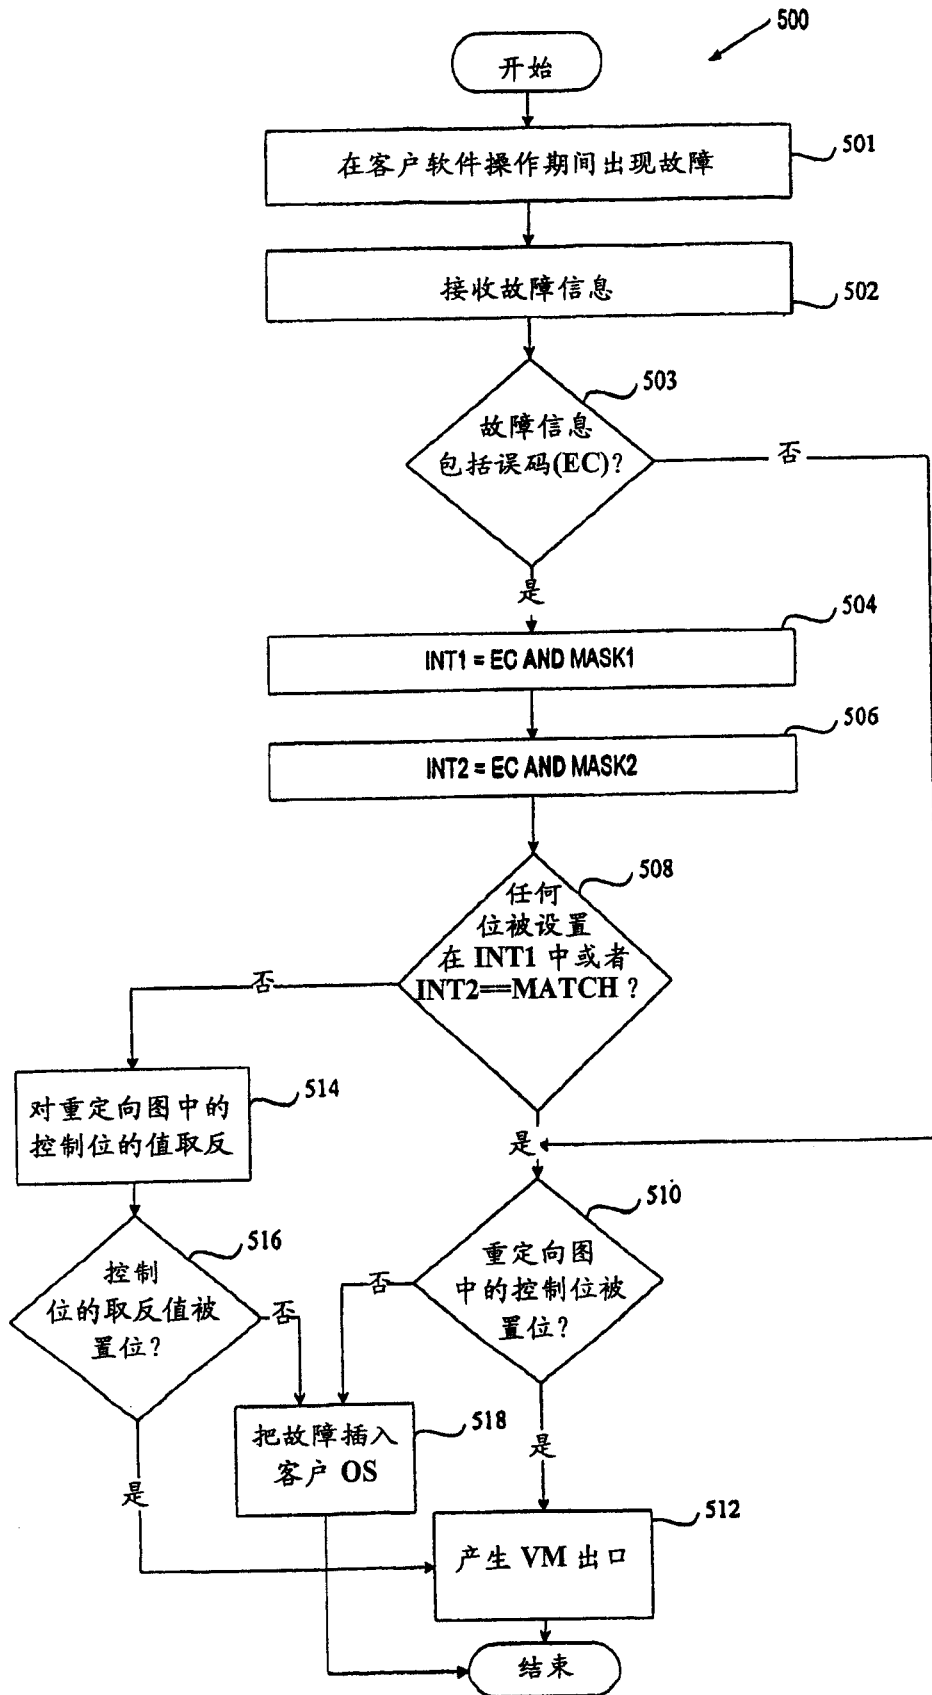 500
开始
501
在客户软件操作期间出现故障
接收故障信息
502
503
故障信息
包括误码(EC)?
否
是
504
INT1 = EC AND MASK1
506
INT2 = EC AND MASK2
508
任何
位被设置
在 INT1 中或者
INT2==MATCH ?
否
514
对重定向图中的
控制位的值取反
是
510
516
重定向图
中的控制位被
置位?
否
控制
位的取反值被
置位?
否
518
把故障插入
客户 OS
是
是
512
产生 VM 出口
结束